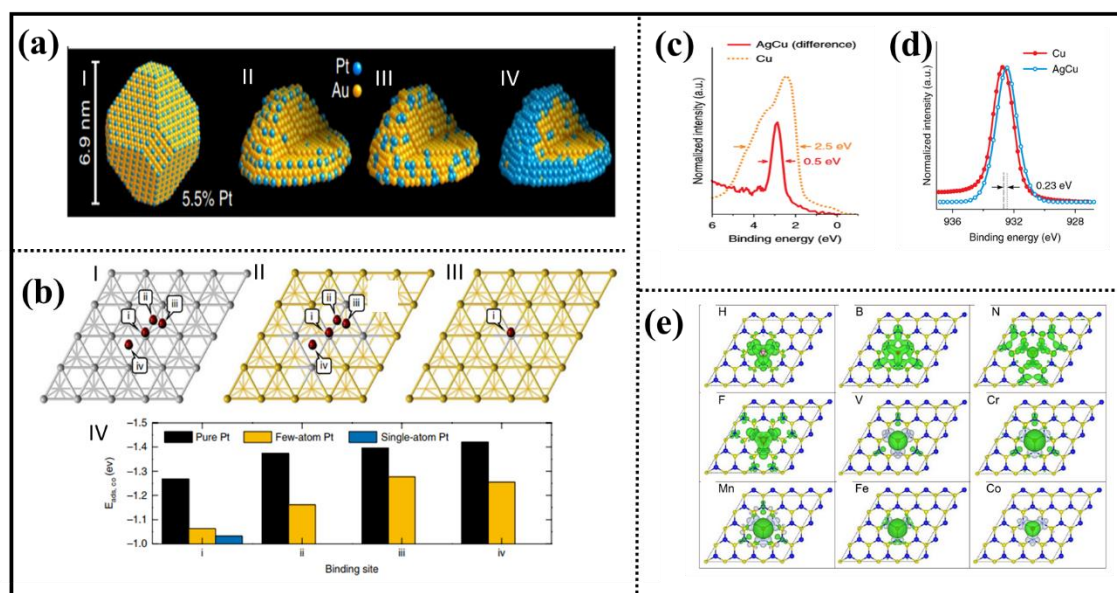 (a)
I
II
III
IV
Pt
Au
6.9 nm
5.5% Pt
(b)
I
II
III
ii
iii
i
iv
ii
iii
i
iv
i
IV
Pure Pt
Few-atom Pt
Single-atom Pt
E ads, co (ev)
-1.5
-1.4
-1.3
-1.2
-1.1
-1.0
i
ii
iii
iv
Binding site
(c)
AgCu (difference)
Cu
Normalized intensity (a.u.)
2.5 eV
0.5 eV
6
4
2
0
Binding energy (eV)
(d)
Cu
AgCu
Normalized intensity (a.u.)
0.23 eV
936
932
928
Binding energy (eV)
(e)
H
B
N
F
V
Cr
Mn
Fe
Co